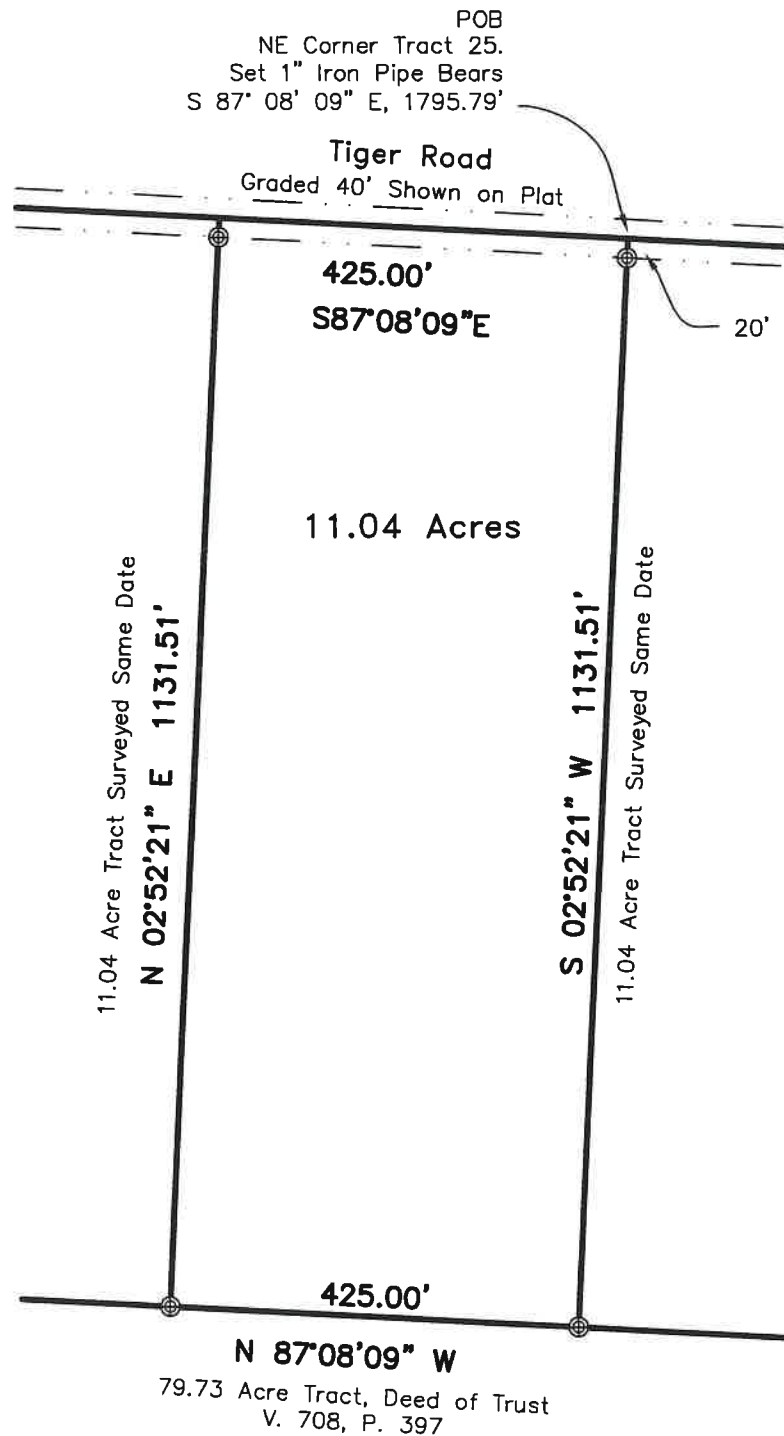 POB
NE Corner Tract 25.
Set 1" Iron Pipe Bears
S 87° 08' 09" E, 1795.79'
Tiger Road
Graded 40' Shown on Plat
425.00'
S87°08'09"E
20'
11.04 Acres
11.04 Acre Tract Surveyed Same Date
N 02°52'21" E 1131.51'
S 02°52'21" W 1131.51'
11.04 Acre Tract Surveyed Same Date
425.00'
N 87°08'09" W
79.73 Acre Tract, Deed of Trust
V. 708, P. 397